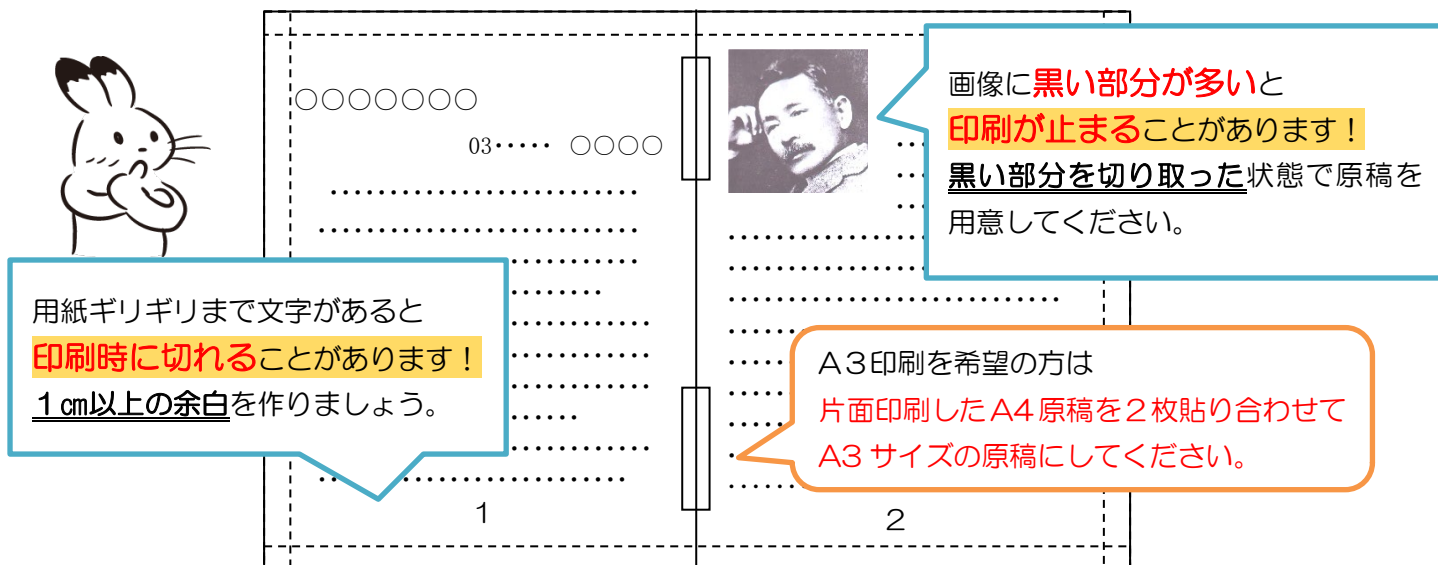 ○○○○○○○
03・・・・・ ○○○○
画像に黒い部分が多いと
印刷が止まることがあります！
黒い部分を切り取った状態で原稿を
用意してください。
用紙ギリギリまで文字があると
印刷時に切れることがあります！
１㎝以上の余白を作りましょう。
A３印刷を希望の方は
片面印刷したA4原稿を２枚貼り合わせて
A3サイズの原稿にしてください。
1
2